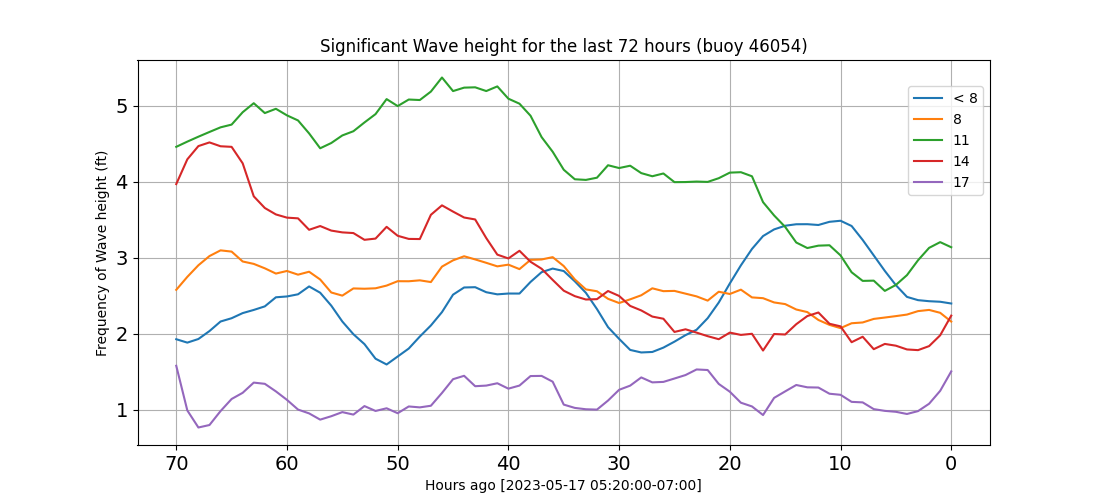 Significant Wave height for the last 72 hours (buoy 46054)
Frequency of Wave height (ft)
5
4
3
2
1
< 8
8
11
14
17
70 60 50 40 30 20 10 0
Hours ago [2023-05-17 05:20:00-07:00]